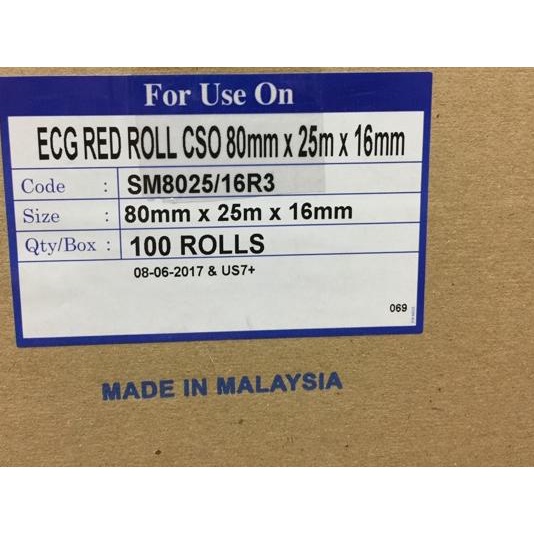 For Use On
ECG RED ROLL CSO 80mm x 25m x 16mm
Code : SM8025/16R3
Size : 80mm x 25m x 16mm
Qty/Box : 100 ROLLS
08-06-2017 & US7+
069
MADE IN MALAYSIA